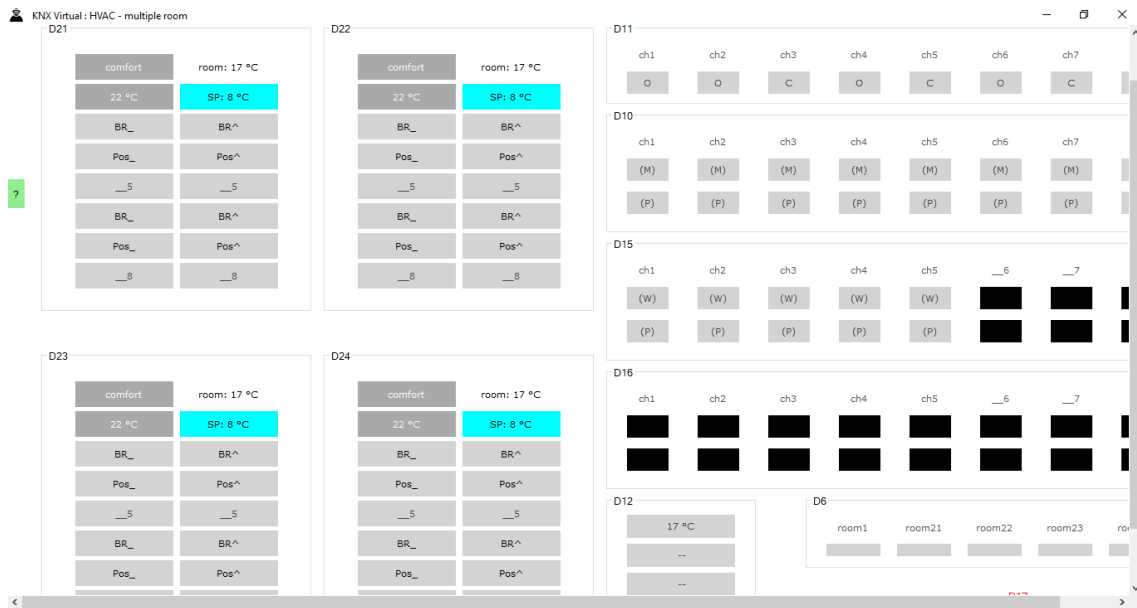 KNX Virtual : HVAC - multiple room
?
D21
comfort room: 17 °C
22 °C SP: 8 °C
BR_ BR^
Pos_ Pos^
__5 __5
BR_ BR^
Pos_ Pos^
__8 __8
D22
comfort room: 17 °C
22 °C SP: 8 °C
BR_ BR^
Pos_ Pos^
__5 __5
BR_ BR^
Pos_ Pos^
__8 __8
D23
comfort room: 17 °C
22 °C SP: 8 °C
BR_ BR^
Pos_ Pos^
__5 __5
BR_ BR^
Pos_ Pos^
D24
comfort room: 17 °C
22 °C SP: 8 °C
BR_ BR^
Pos_ Pos^
__5 __5
BR_ BR^
Pos_ Pos^
D11
ch1 ch2 ch3 ch4 ch5 ch6 ch7
O O C O C O C
D10
ch1 ch2 ch3 ch4 ch5 ch6 ch7
(M) (M) (M) (M) (M) (M) (M)
(P) (P) (P) (P) (P) (P) (P)
D15
ch1 ch2 ch3 ch4 ch5 __6 __7
(W) (W) (W) (W) (W)
(P) (P) (P) (P) (P)
D16
ch1 ch2 ch3 ch4 ch5 __6 __7
D12
17 °C
--
--
D6
room1 room21 room22 room23